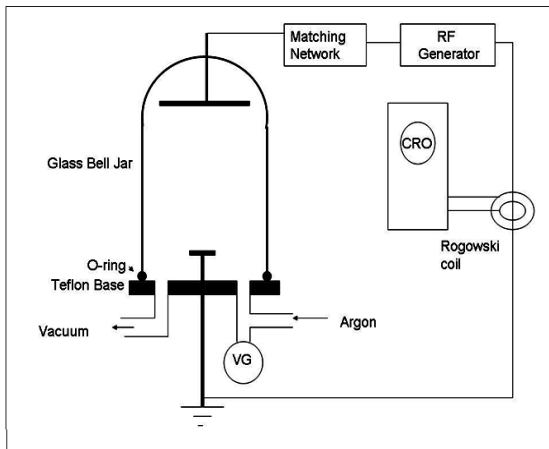 Matching
Network
RF
Generator
CRO
Glass Bell Jar
Rogowski
coil
O-ring
Teflon Base
Vacuum
Argon
VG